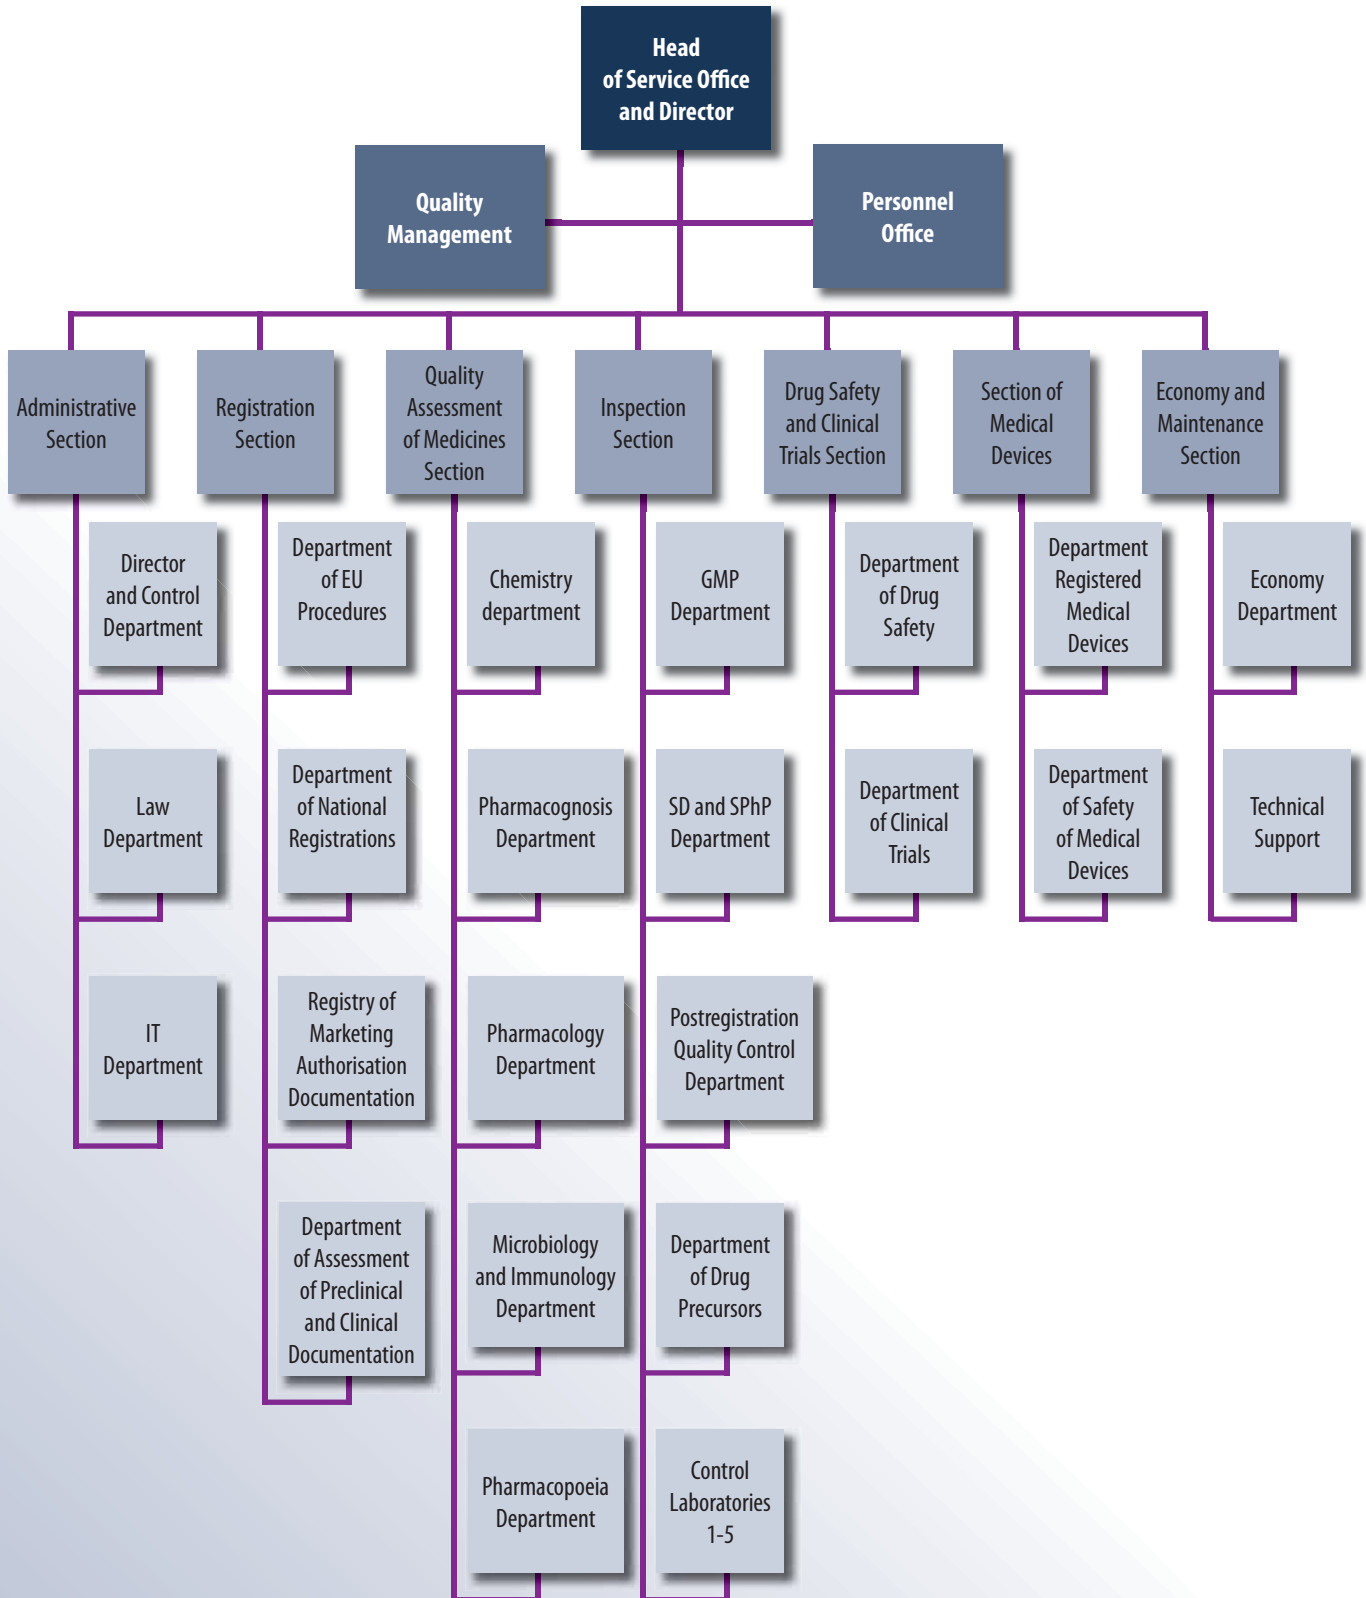 Head
of Service Office
and Director
Quality
Management
Personnel
Office
Administrative
Section
Registration
Section
Quality
Assessment
of Medicines
Section
Inspection
Section
Drug Safety
and Clinical
Trials Section
Section of
Medical
Devices
Economy and
Maintenance
Section
Director
and Control
Department
Department
of EU
Procedures
Chemistry
department
GMP
Department
Department
of Drug
Safety
Department
Registered
Medical
Devices
Economy
Department
Law
Department
Department
of National
Registrations
Pharmacognosis
Department
SD and SPhP
Department
Department
of Clinical
Trials
Department
of Safety
of Medical
Devices
Technical
Support
IT
Department
Registry of
Marketing
Authorisation
Documentation
Pharmacology
Department
Postregistration
Quality Control
Department
Department
of Assessment
of Preclinical
and Clinical
Documentation
Microbiology
and Immunology
Department
Department
of Drug
Precursors
Pharmacopoeia
Department
Control
Laboratories
1-5